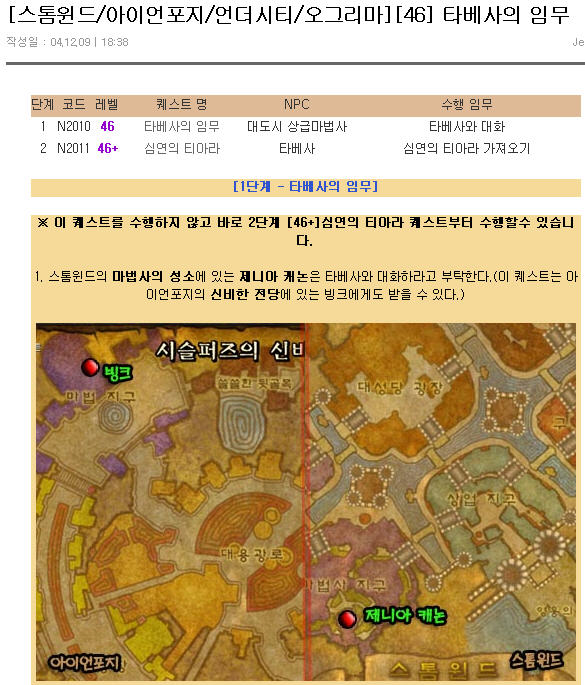 [스톰윈드/아이언포지/언더시티/오그리마][46] 타베사의 임무
작성일 : 04,12,09 | 18:38
Je
단계 코드 레벨 퀘스트 명 NPC 수행 임무
1 N2010 46 타베사의 임무 대도시 상급마법사 타베사와 대화
2 N2011 46+ 심연의 티아라 타베사 심연의 티아라 가져오기
[1단계 - 타베사의 임무]
※ 이 퀘스트를 수행하지 않고 바로 2단계 [46+]심연의 티아라 퀘스트부터 수행할수 있습니
다.
1. 스톰윈드의 마법사의 성소에 있는 제니아 캐논은 타베사와 대화하라고 부탁한다.(이 퀘스트는 아
이언포지의 신비한 전당에 있는 빙크에게도 받을 수 있다.)
시슬퍼즈의 신비
빙크
마법 지구
쓸쓸한 뒷골목
대성당 광장
구
상업 지구
대용광로
마법사 지구
제니아 캐논
영웅의
아이언포지
스톰윈드
스톰윈드